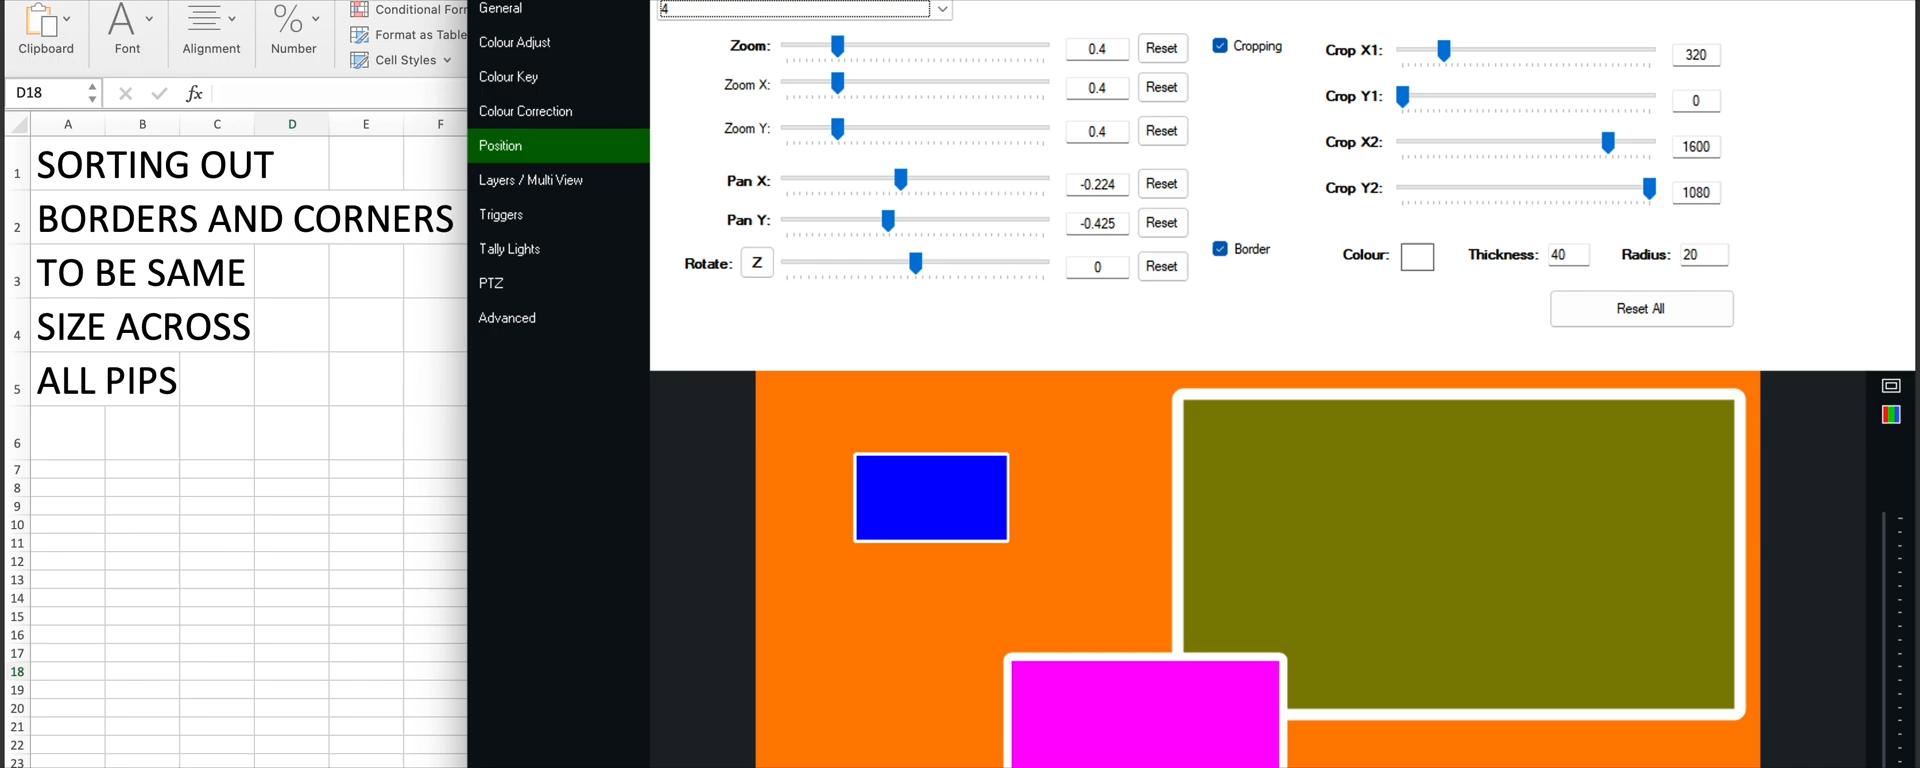 Clipboard
Font
Alignment
%
Number
Conditional Form
Format as Table
Cell Styles
D18
fx
A B C D E F
1 SORTING OUT
2 BORDERS AND CORNERS
3 TO BE SAME
4 SIZE ACROSS
5 ALL PIPS
6
7
8
9
10
11
12
13
14
15
16
17
18
19
20
21
22
23
General
Colour Adjust
Colour Key
Colour Correction
Position
Layers / Multi View
Triggers
Tally Lights
PTZ
Advanced
4
Zoom: 0.4 Reset
Zoom X: 0.4 Reset
Zoom Y: 0.4 Reset
Pan X: -0.224 Reset
Pan Y: -0.425 Reset
Rotate: Z 0 Reset
Cropping
Crop X1: 320
Crop Y1: 0
Crop X2: 1600
Crop Y2: 1080
Border
Colour: Thickness: 40 Radius: 20
Reset All